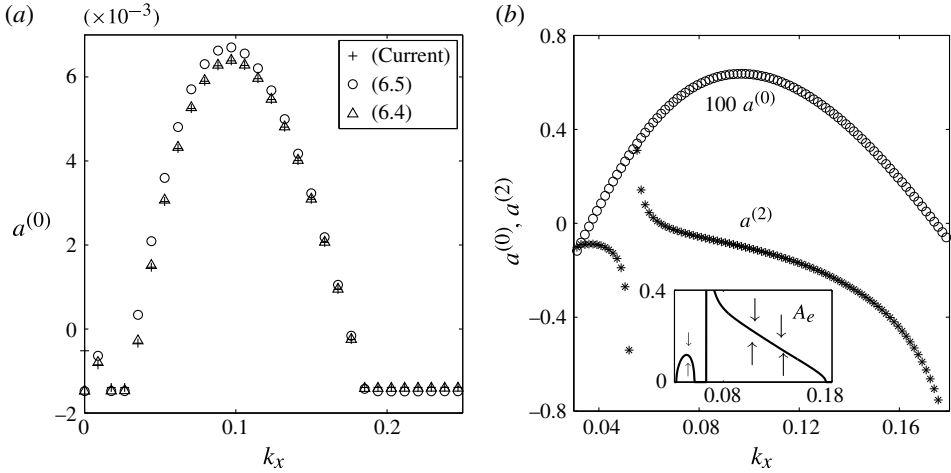 (a)
(×10⁻³)
6
4
2
0
−2
a⁽⁰⁾
0
0.1
0.2
kₓ
(Current)
(6.5)
(6.4)
(b)
0.8
0.4
0
−0.4
−0.8
a⁽⁰⁾, a⁽²⁾
100 a⁽⁰⁾
a⁽²⁾
0.4
Aₑ
0
0.08
0.18
0.04
0.08
0.12
0.16
kₓ